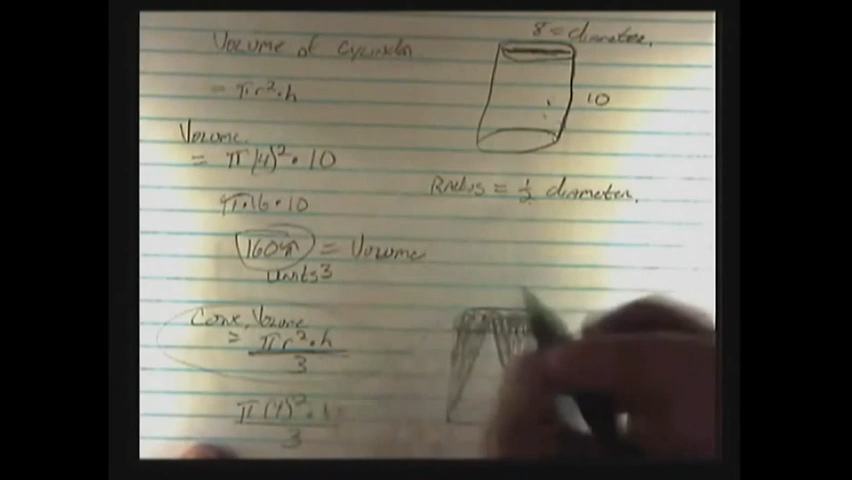 8 = diameter.
Volume of Cylinder
= πr²·h
10
Volume
= π(4)²·10
Radius = 1/2 diameter.
π·16·10
160π = Volume
units3
Cone, Volume
= πr²·h
3
π(4)²·1
3